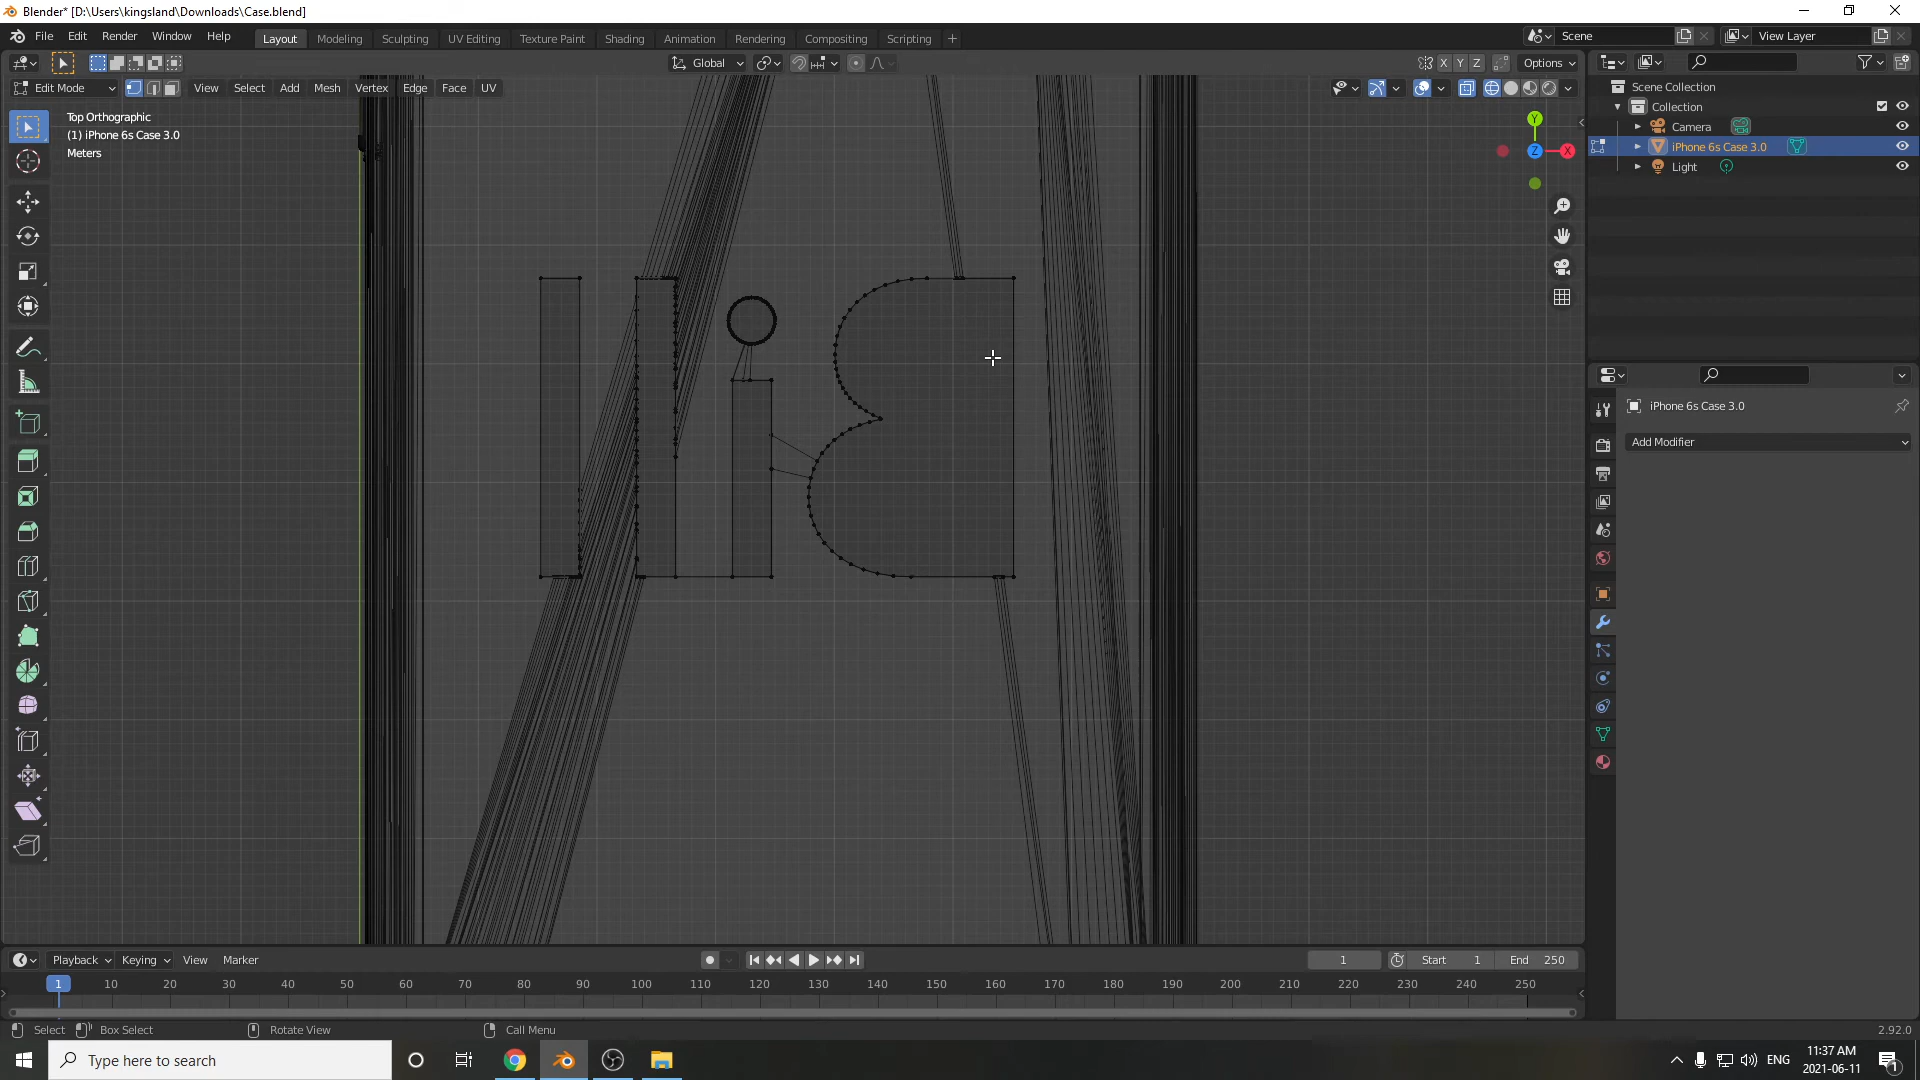 Blender* [D:\Users\kingsland\Downloads\Case.blend]
File Edit Render Window Help Layout Modeling Sculpting UV Editing Texture Paint Shading Animation Rendering Compositing Scripting + Scene View Layer
Global X Y Z Options
Edit Mode View Select Add Mesh Vertex Edge Face UV
Top Orthographic
(1) iPhone 6s Case 3.0
Meters
Y
Z X
Scene Collection
Collection
Camera
iPhone 6s Case 3.0
Light
iPhone 6s Case 3.0
Add Modifier
Playback Keying View Marker 1 Start 1 End 250
1 10 20 30 40 50 60 70 80 90 100 110 120 130 140 150 160 170 180 190 200 210 220 230 240 250
Select Box Select Rotate View Call Menu 2.92.0
Type here to search ENG 11:37 AM
2021-06-11 1